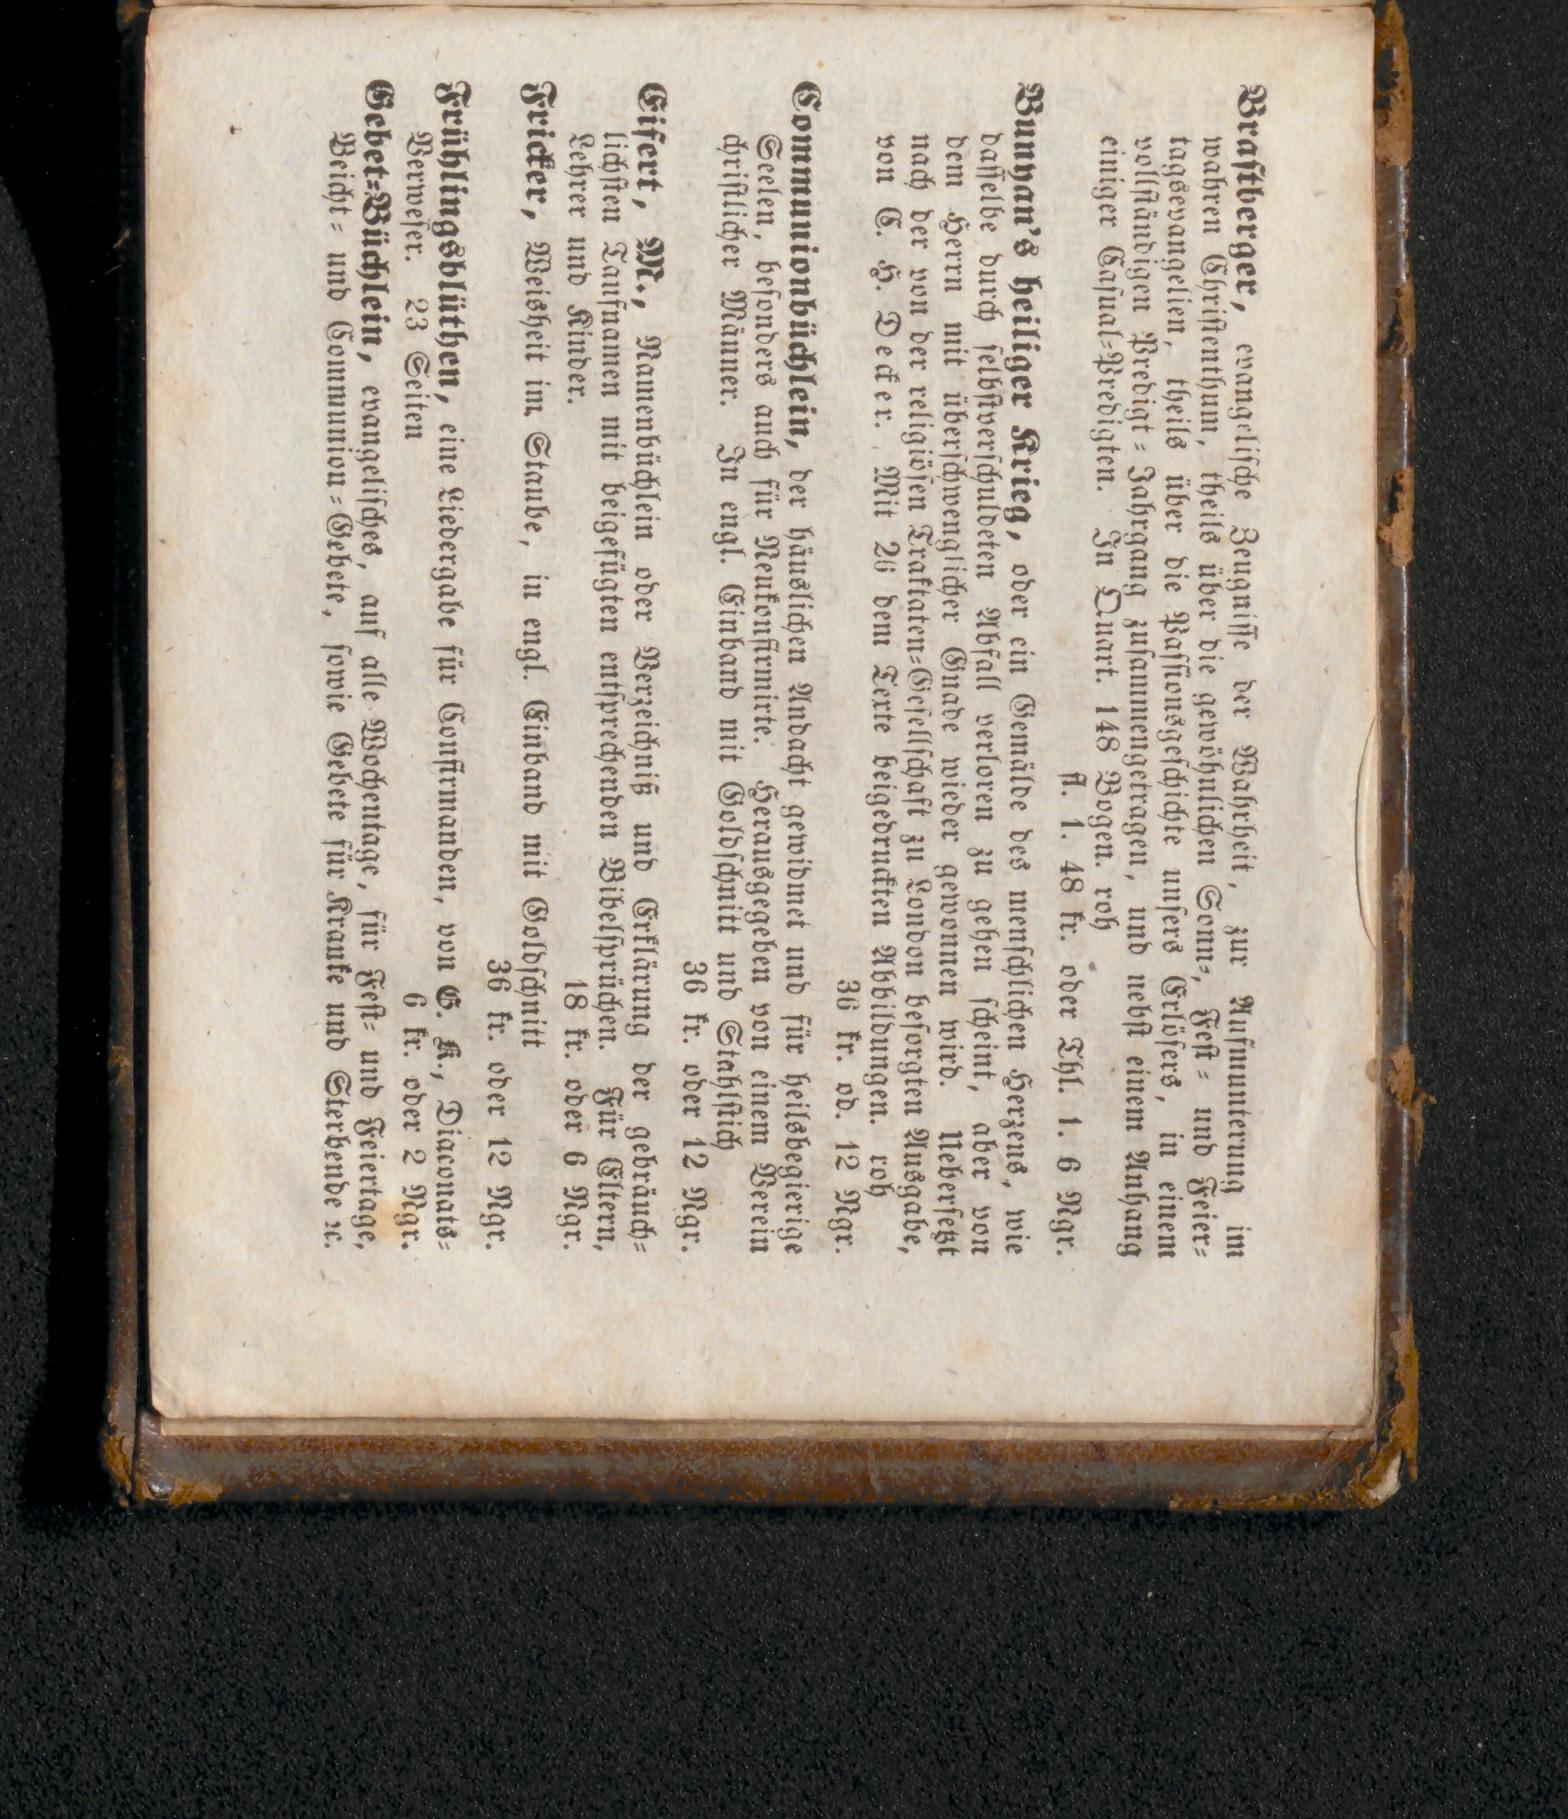 Braſtberger, evangeliſche Zeugniſſe der Wahrheit, zur Aufmunterung im
wahren Chriſtenthum, theils über die gewöhnlichen Sonn-, Feſt- und Feier-
tagsevangelien, theils über die Paſſionsgeſchichte unſers Erlöſers, in einem
vollſtändigen Predigt-Jahrgang zuſammengetragen, und nebſt einem Anhang
einiger Caſual-Predigten. In Quart. 148 Bogen. roh
fl. 1. 48 kr. oder Thl. 1. 6 Ngr.
Bunyan's heiliger Krieg, oder ein Gemälde des menſchlichen Herzens, wie
daſſelbe durch ſelbſtverſchuldeten Abfall verloren zu gehen ſcheint, aber von
dem Herrn mit überſchwenglicher Gnade wieder gewonnen wird. Ueberſetzt
nach der von der religiöſen Traktaten-Geſellſchaft zu London beſorgten Ausgabe,
von C. H. Decker. Mit 26 dem Texte beigedruckten Abbildungen. roh
36 kr. od. 12 Ngr.
Communionbüchlein, der häuslichen Andacht gewidmet und für heilsbegierige
Seelen, beſonders auch für Neukonfirmirte. Herausgegeben von einem Verein
chriſtlicher Männer. In engl. Einband mit Goldſchnitt und Stahlſtich
36 kr. oder 12 Ngr.
Eifert, M., Namenbüchlein oder Verzeichniß und Erklärung der gebräuch-
lichſten Taufnamen mit beigefügten entſprechenden Bibelſprüchen. Für Eltern,
Lehrer und Kinder.
18 kr. oder 6 Ngr.
Fricker, Weisheit im Staube, in engl. Einband mit Goldſchnitt
36 kr. oder 12 Ngr.
Frühlingsblüthen, eine Liedergabe für Confirmanden, von G. K., Diaconats-
Verweſer. 23 Seiten
6 kr. oder 2 Ngr.
Gebet-Büchlein, evangeliſches, auf alle Wochentage, für Feſt- und Feiertage,
Beicht- und Communion-Gebete, ſowie Gebete für Kranke und Sterbende ꝛc.